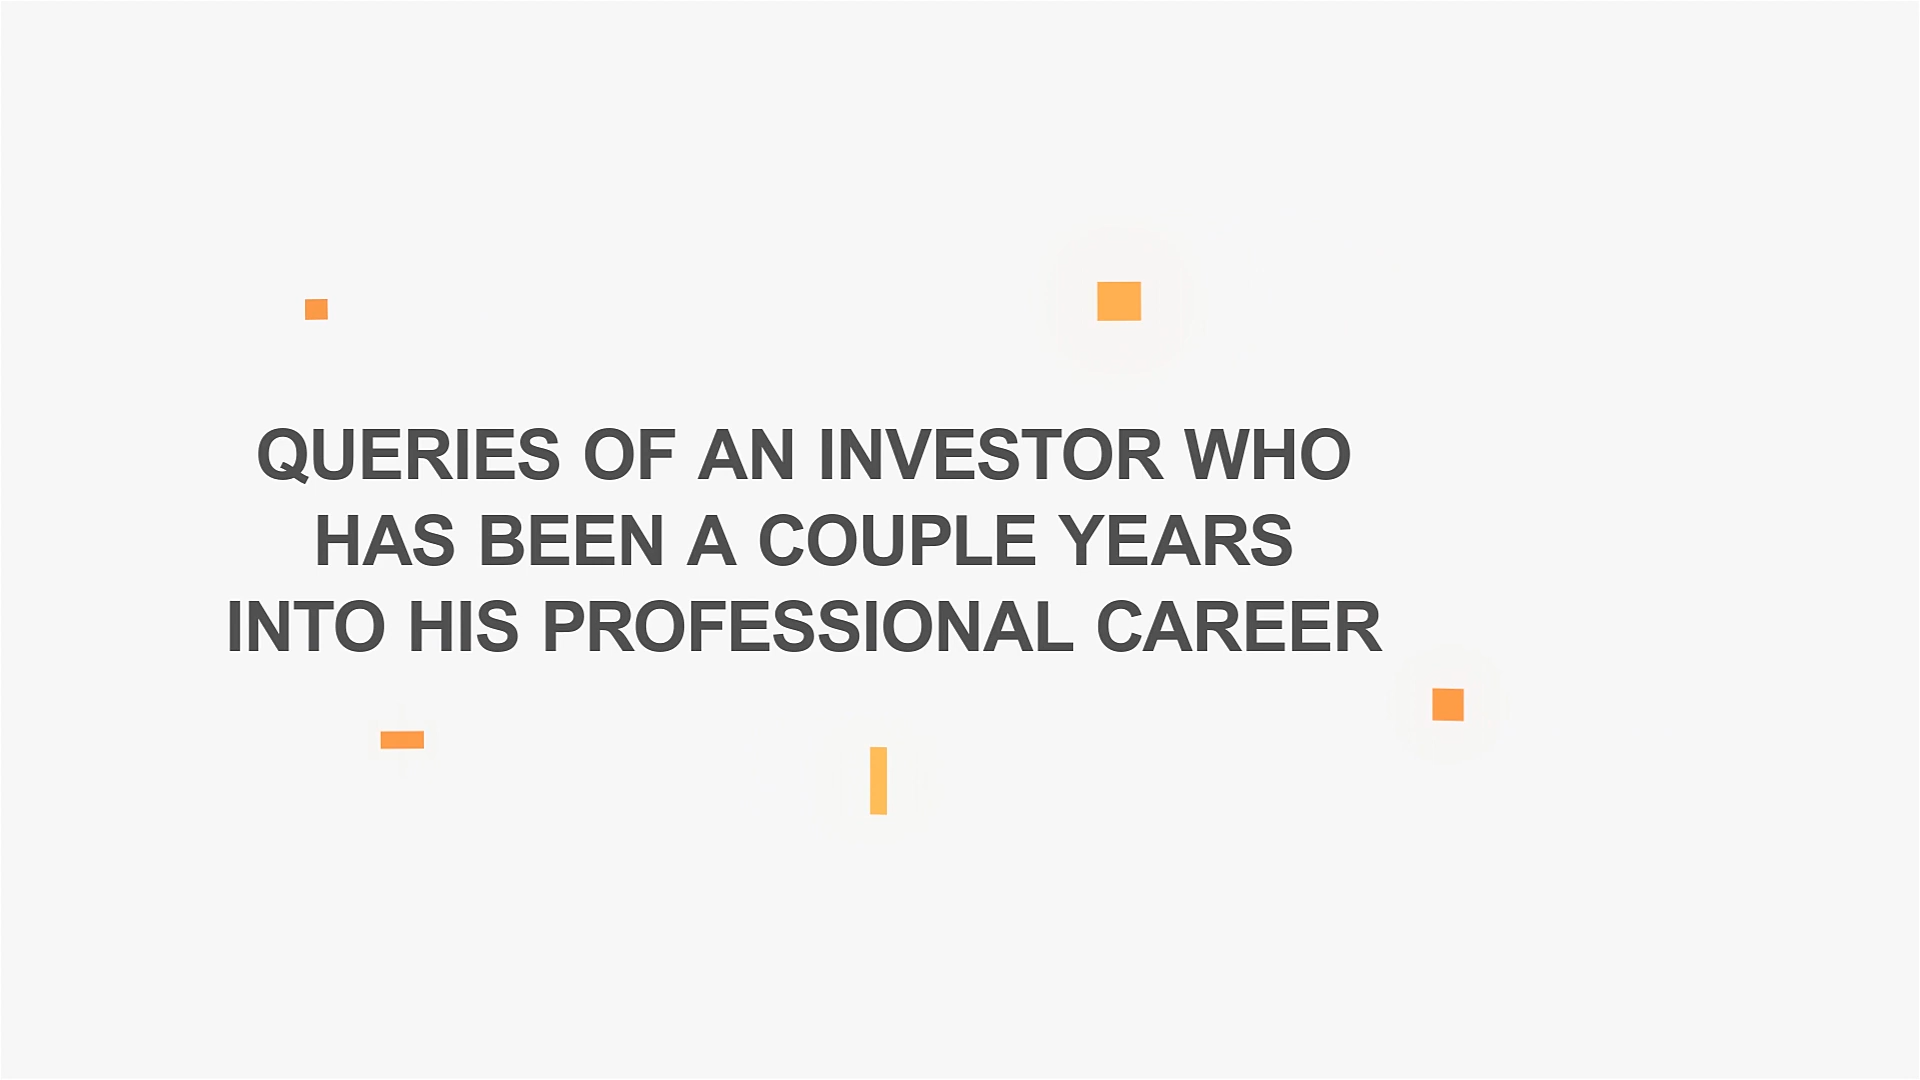 QUERIES OF AN INVESTOR WHO
HAS BEEN A COUPLE YEARS
INTO HIS PROFESSIONAL CAREER